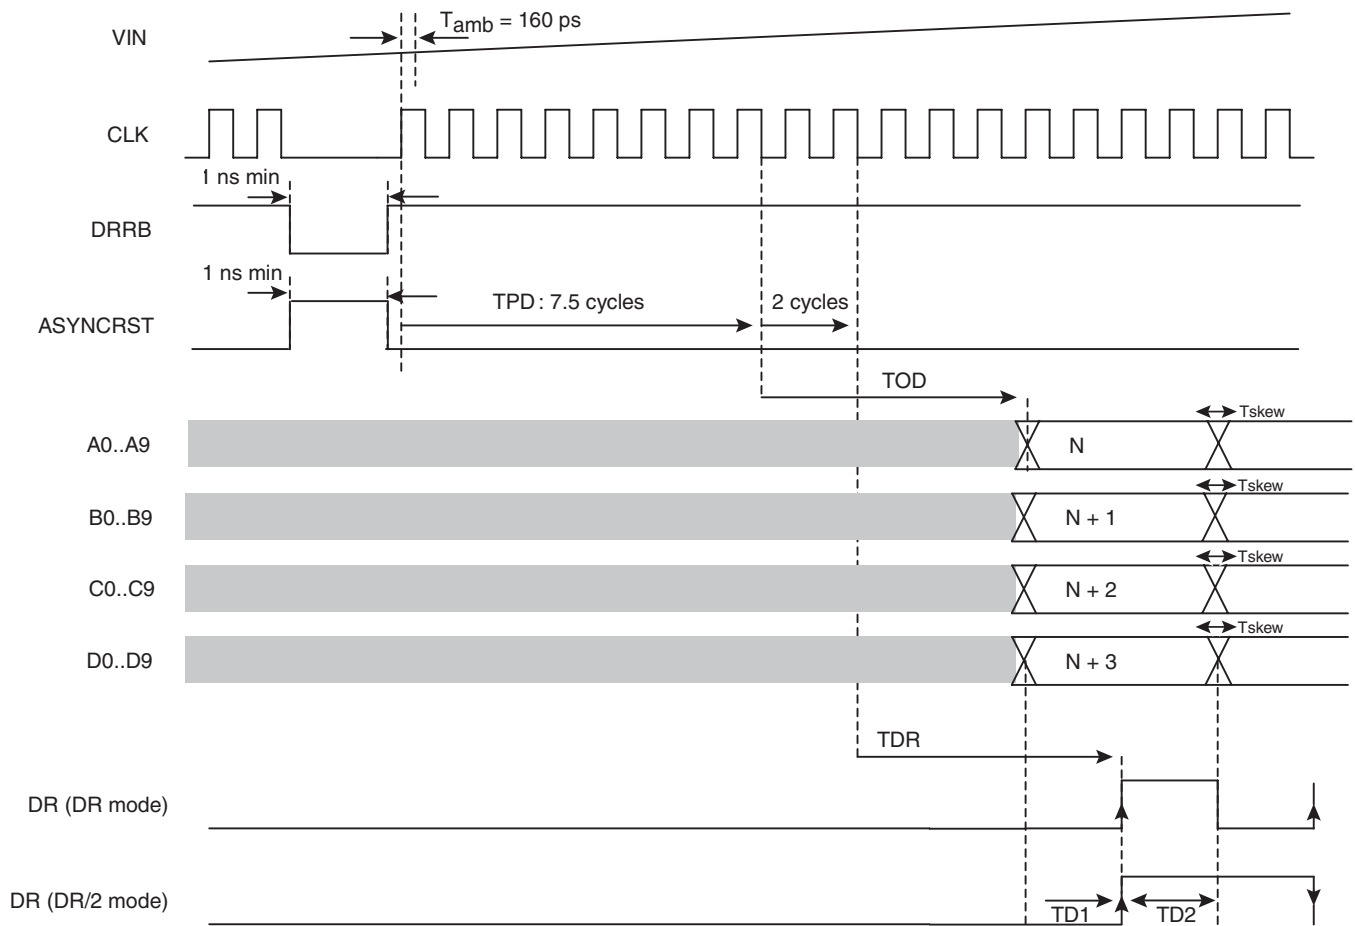 Tamb = 160 ps
VIN
CLK
1 ns min
DRRB
1 ns min
TPD : 7.5 cycles
2 cycles
ASYNCRST
TOD
Tskew
A0..A9
N
Tskew
B0..B9
N + 1
Tskew
C0..C9
N + 2
Tskew
D0..D9
N + 3
TDR
DR (DR mode)
DR (DR/2 mode)
TD1
TD2